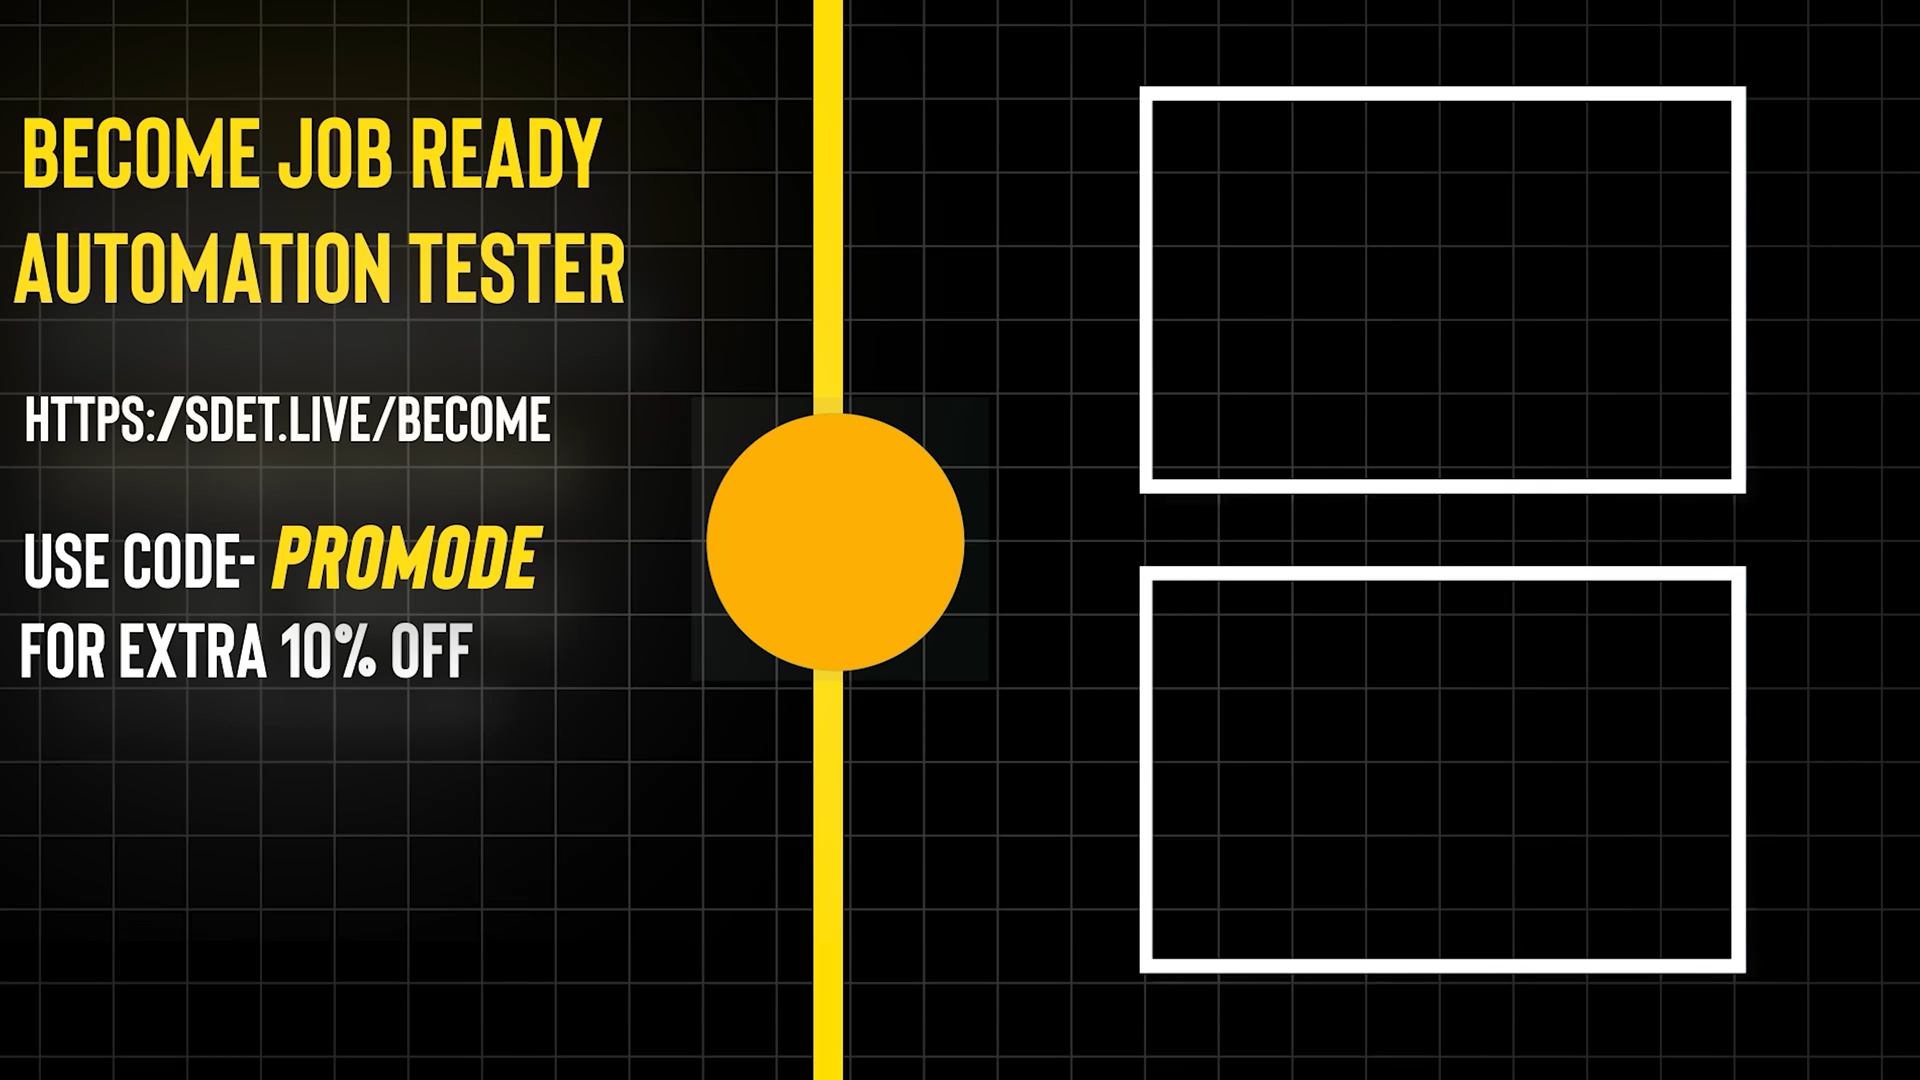 BECOME JOB READY
AUTOMATION TESTER
HTTPS://SDET.LIVE/BECOME
USE CODE- PROMODE
FOR EXTRA 10% OFF